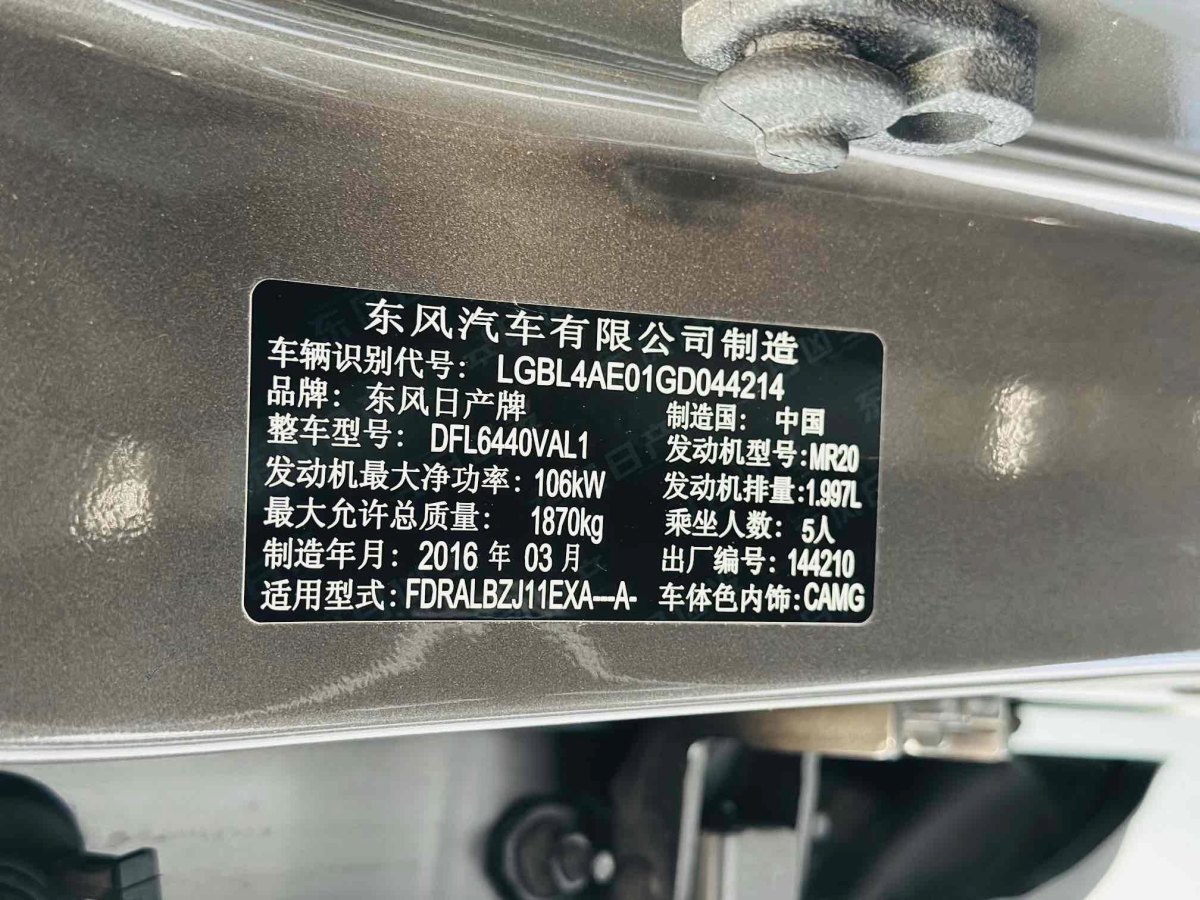 东风汽车有限公司制造
车辆识别代号： LGBL4AE01GD044214
品牌： 东风日产牌 制造国： 中国
整车型号： DFL6440VAL1 发动机型号:MR20
发动机最大净功率: 106kW 发动机排量:1.997L
最大允许总质量： 1870kg 乘坐人数： 5人
制造年月： 2016 年 03 月 出厂编号: 144210
适用型式: FDRALBZJ11EXA---A- 车体色内饰:CAMG